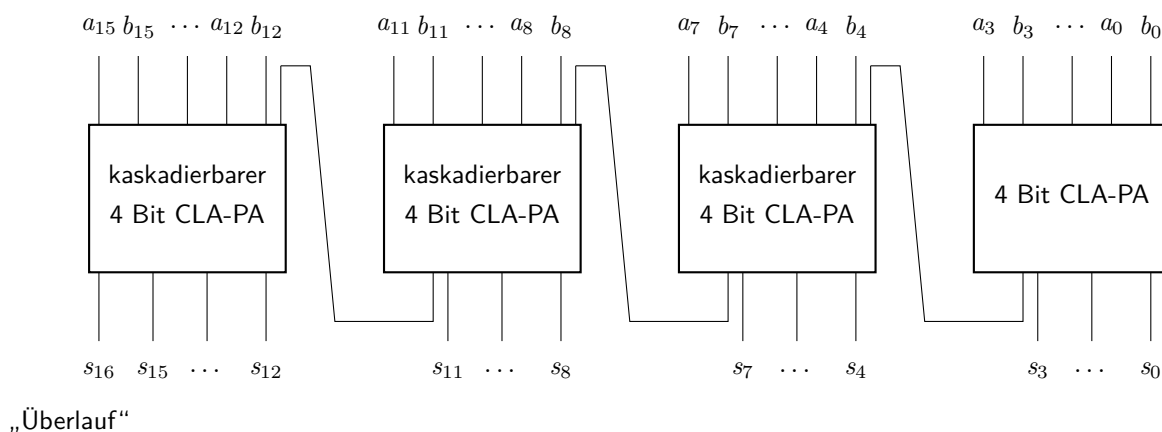 a15 b15 ⋯ a12 b12 a11 b11 ⋯ a8 b8 a7 b7 ⋯ a4 b4 a3 b3 ⋯ a0 b0
kaskadierbarer
4 Bit CLA-PA
kaskadierbarer
4 Bit CLA-PA
kaskadierbarer
4 Bit CLA-PA
4 Bit CLA-PA
s16 s15 ⋯ s12 s11 ⋯ s8 s7 ⋯ s4 s3 ⋯ s0
„Überlauf“